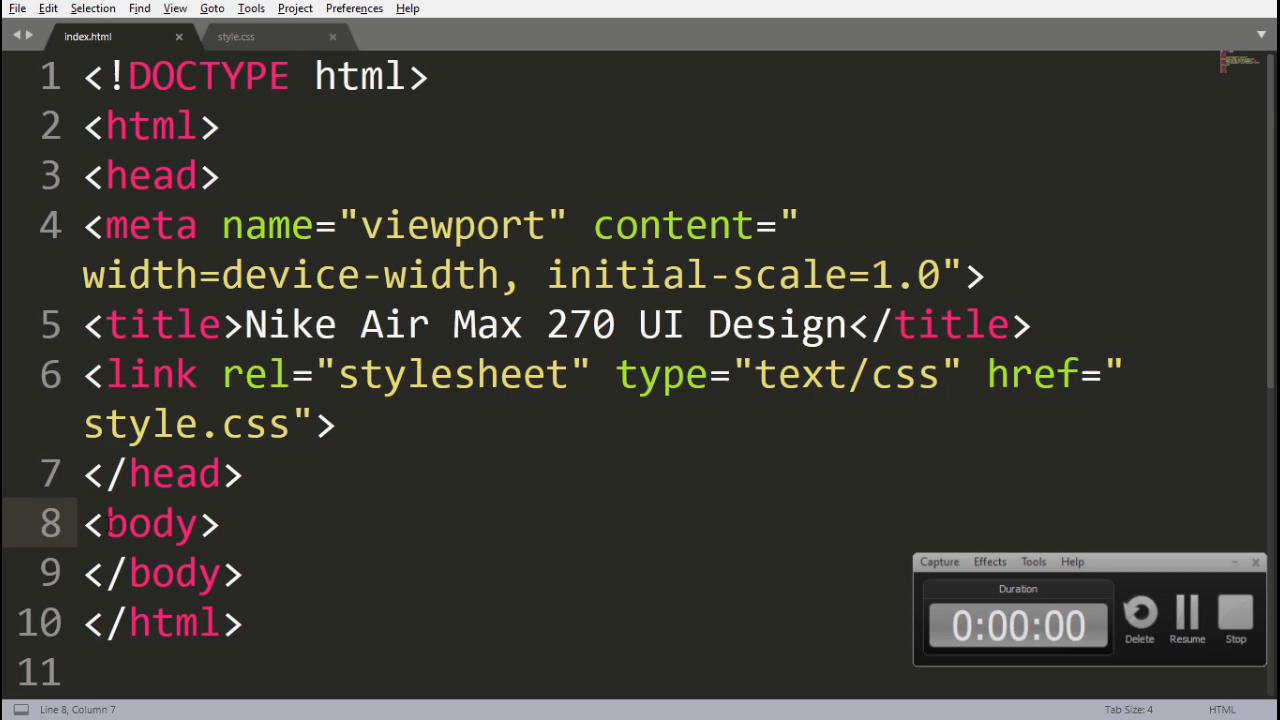 File Edit Selection Find View Goto Tools Project Preferences Help
index.html style.css
1 <!DOCTYPE html>
2 <html>
3 <head>
4 <meta name="viewport" content="
width=device-width, initial-scale=1.0">
5 <title>Nike Air Max 270 UI Design</title>
6 <link rel="stylesheet" type="text/css" href="
style.css">
7 </head>
8 <body>
9 </body>
10 </html>
11
Capture Effects Tools Help
Duration
0:00:00
Delete Resume Stop
Line 8, Column 7 Tab Size: 4 HTML